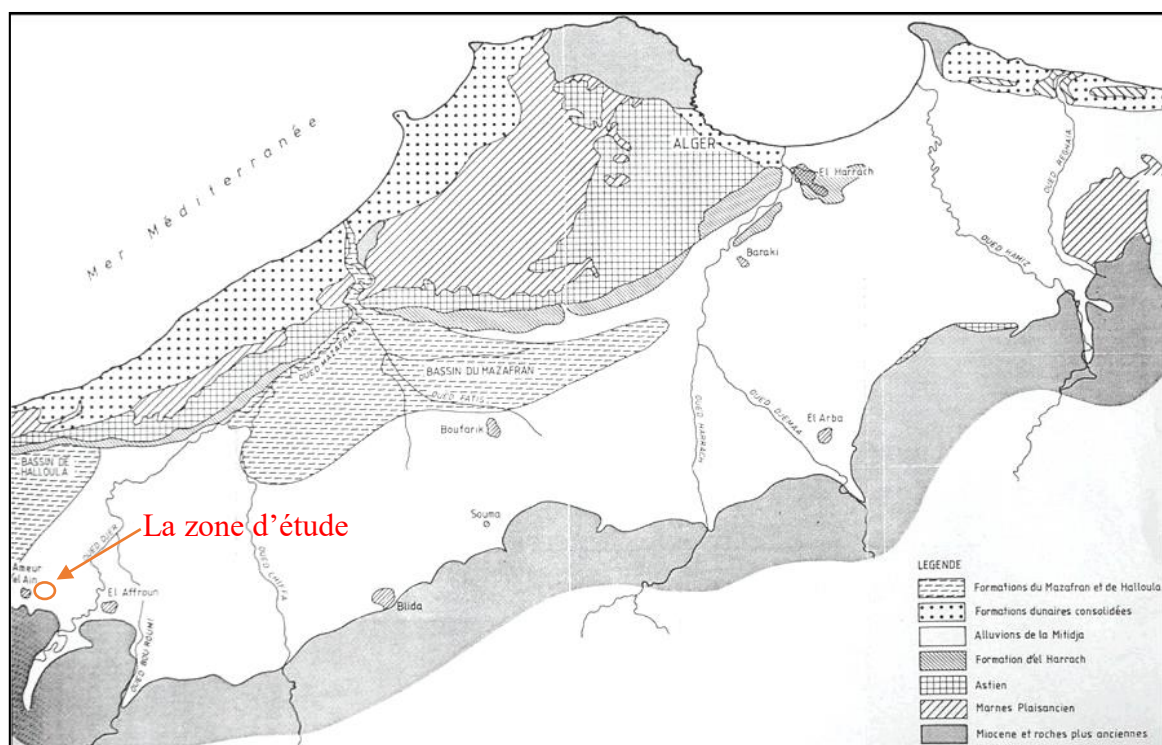 Mer Méditerranée
ALGER
El Harrach
Baraki
OUED REGHAIA
OUED HAMIZ
OUED MAZAFRAN
BASSIN DU MAZAFRAN
OUED FATIS
Boufarik
OUED HARRACH
OUED DJEMAA
El Arba
BASSIN DE
HALLOULA
OUED DJER
La zone d'étude
Souma
OUED CHIFFA
Ameur
el Ain
El Affroun
Blida
OUED BOU ROUMI
LEGENDE
Formations du Mazafran et de Halloula
Formations dunaires consolidées
Alluvions de la Mitidja
Formation d'el Harrach
Astien
Marnes Plaisancien
Miocene et roches plus anciennes